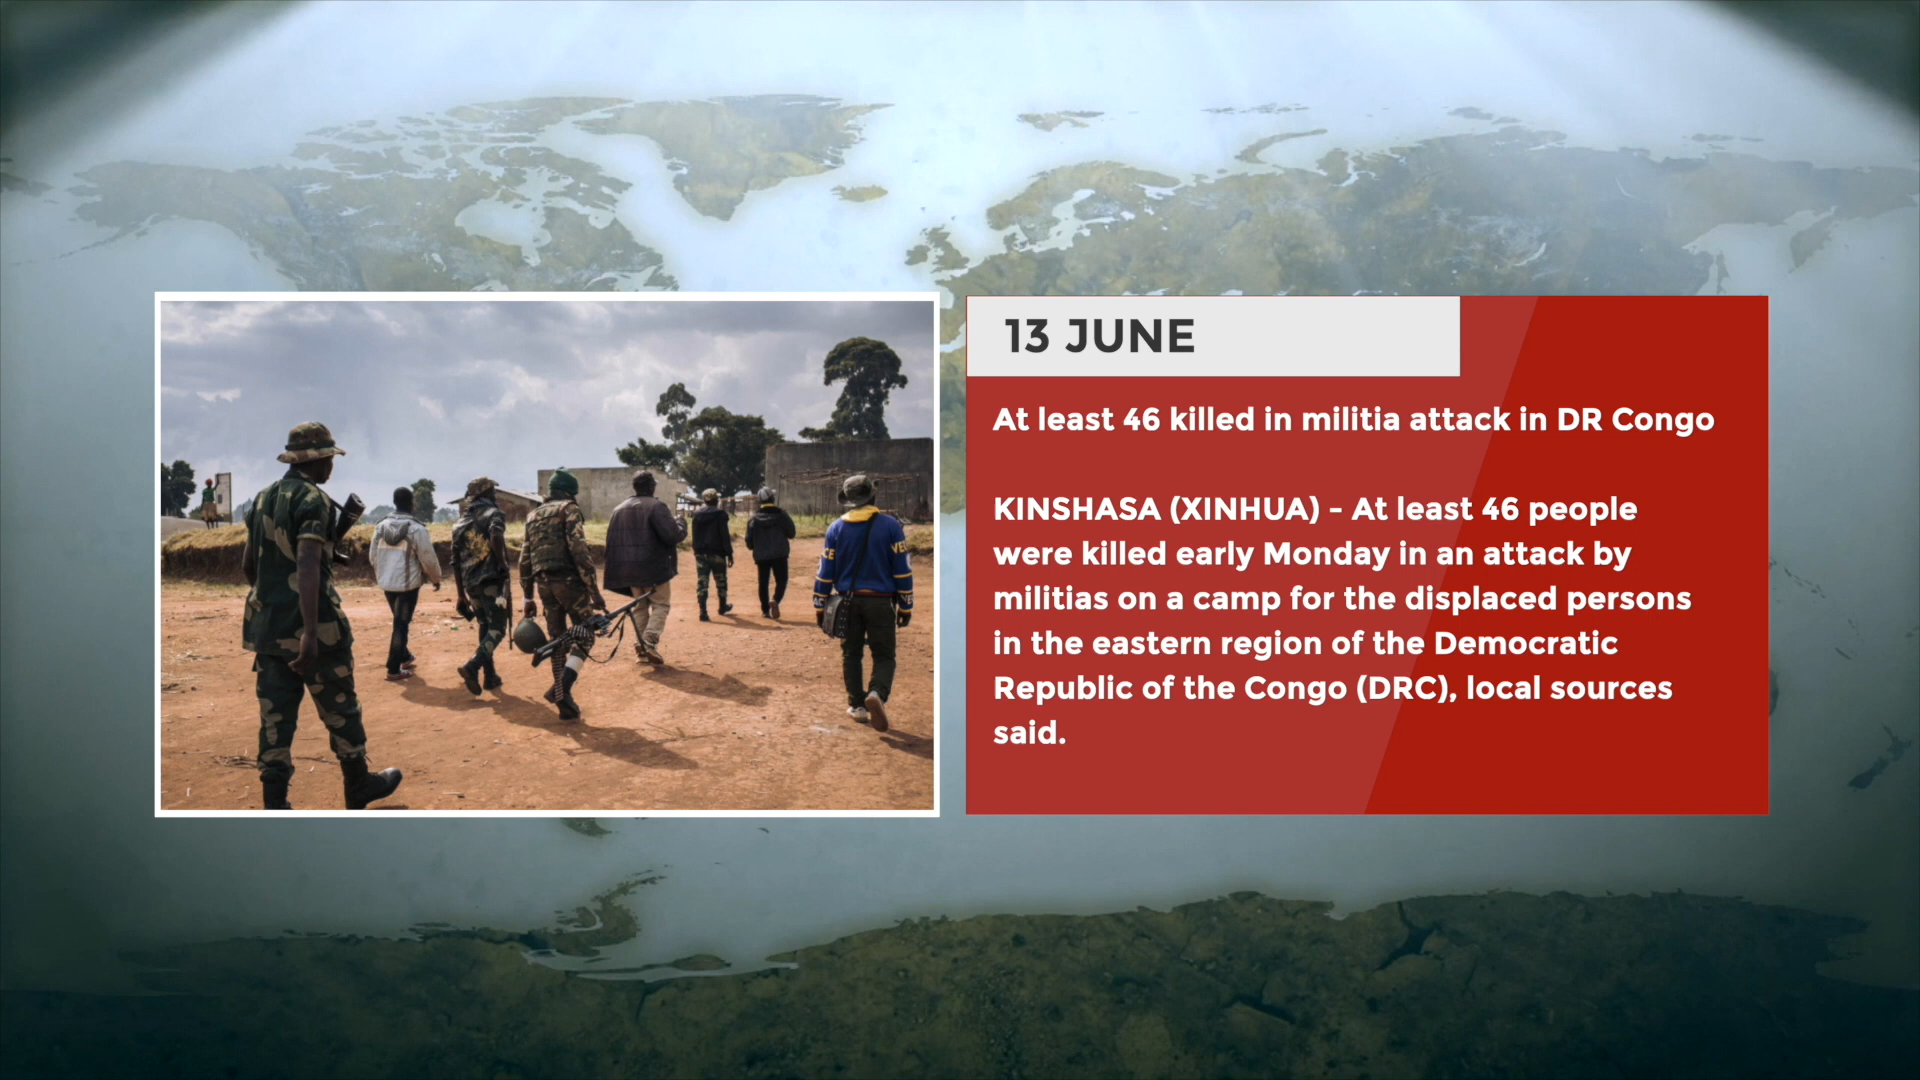 13 JUNE
At least 46 killed in militia attack in DR Congo
KINSHASA (XINHUA) – At least 46 people
were killed early Monday in an attack by
militias on a camp for the displaced persons
in the eastern region of the Democratic
Republic of the Congo (DRC), local sources
said.